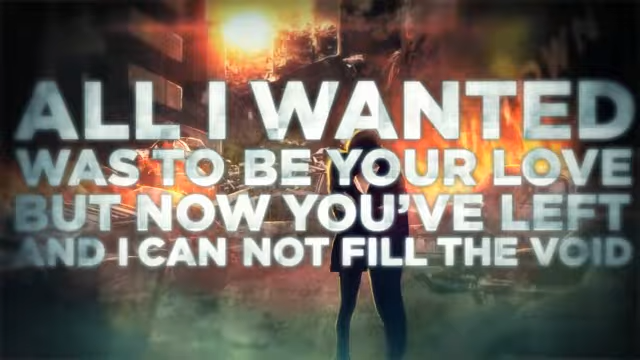 ALL I WANTED
WAS TO BE YOUR LOVE
BUT NOW YOU'VE LEFT
AND I CAN NOT FILL THE VOID